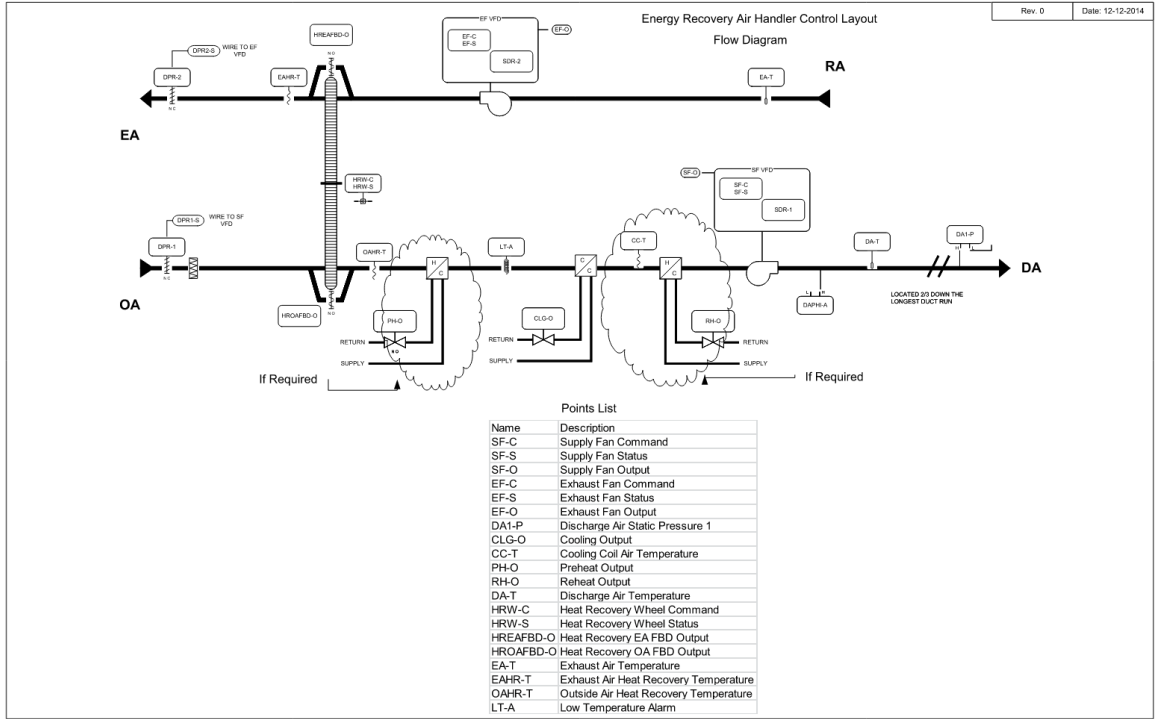 Rev. 0 Date: 12-12-2014
Energy Recovery Air Handler Control Layout
Flow Diagram
HREAFBD-O
EF VFD
EF-C
EF-S
SDR-2
EF-O
DPR2-S
WIRE TO EF
VFD
DPR-2
N C
EAHR-T
N O
EA-T
RA
EA
HRW-C
HRW-S
SF-O
SF VFD
SF-C
SF-S
SDR-1
DPR1-S
WIRE TO SF
VFD
DPR-1
N C
OAHR-T
LT-A
CC-T
DA-T
DA1-P
H L
H
C
C
C
H
C
DA
OA
HROAFBD-O
N O
PH-O
N O
CLG-O
RH-O
L H
DAPHI-A
LOCATED 2/3 DOWN THE
LONGEST DUCT RUN
RETURN
SUPPLY
RETURN
SUPPLY
RETURN
SUPPLY
If Required
If Required
Points List
Name Description
SF-C Supply Fan Command
SF-S Supply Fan Status
SF-O Supply Fan Output
EF-C Exhaust Fan Command
EF-S Exhaust Fan Status
EF-O Exhaust Fan Output
DA1-P Discharge Air Static Pressure 1
CLG-O Cooling Output
CC-T Cooling Coil Air Temperature
PH-O Preheat Output
RH-O Reheat Output
DA-T Discharge Air Temperature
HRW-C Heat Recovery Wheel Command
HRW-S Heat Recovery Wheel Status
HREAFBD-O Heat Recovery EA FBD Output
HROAFBD-O Heat Recovery OA FBD Output
EA-T Exhaust Air Temperature
EAHR-T Exhaust Air Heat Recovery Temperature
OAHR-T Outside Air Heat Recovery Temperature
LT-A Low Temperature Alarm